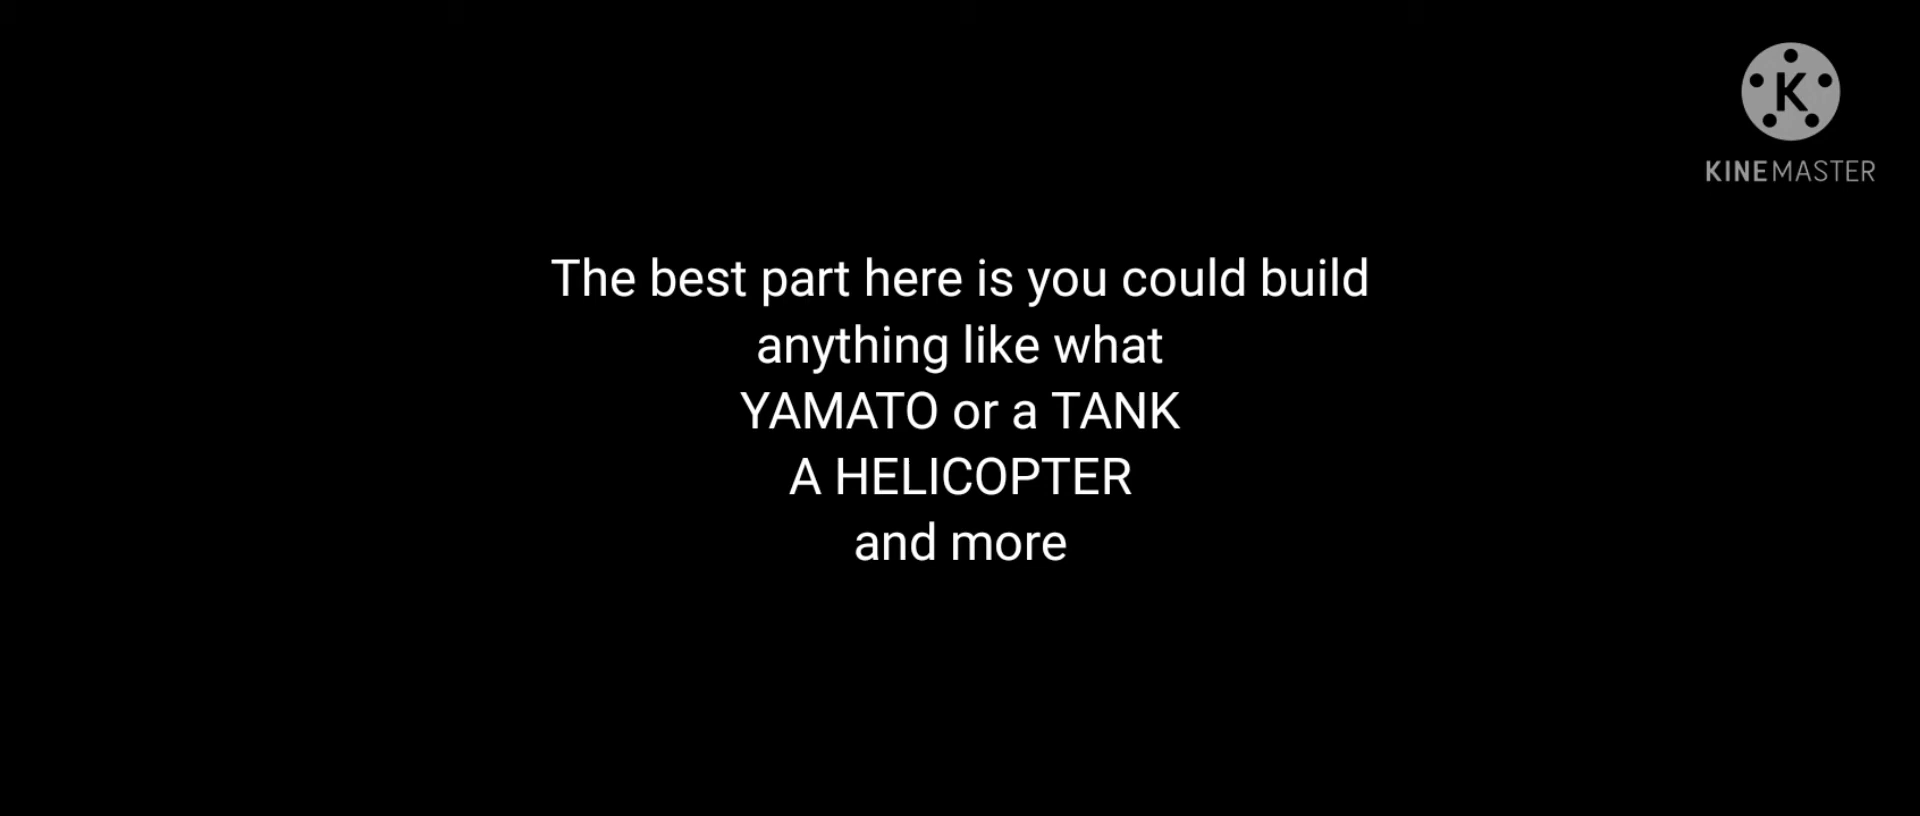 K
KINEMASTER
The best part here is you could build
anything like what
YAMATO or a TANK
A HELICOPTER
and more